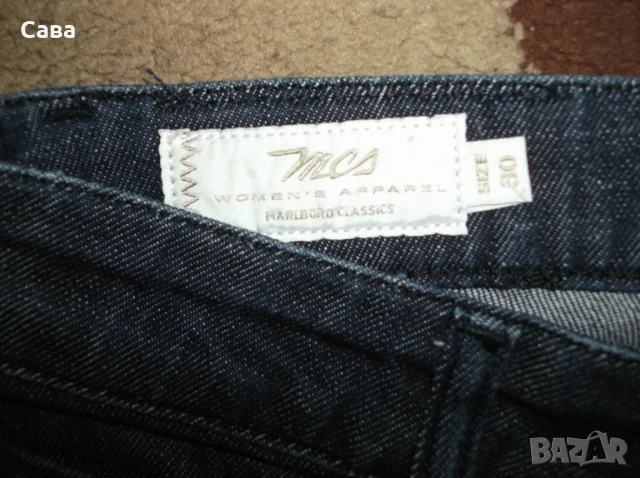 Сава
mcs
WOMEN'S APPAREL
MARLBORO CLASSICS
SIZE
30
BAZAR